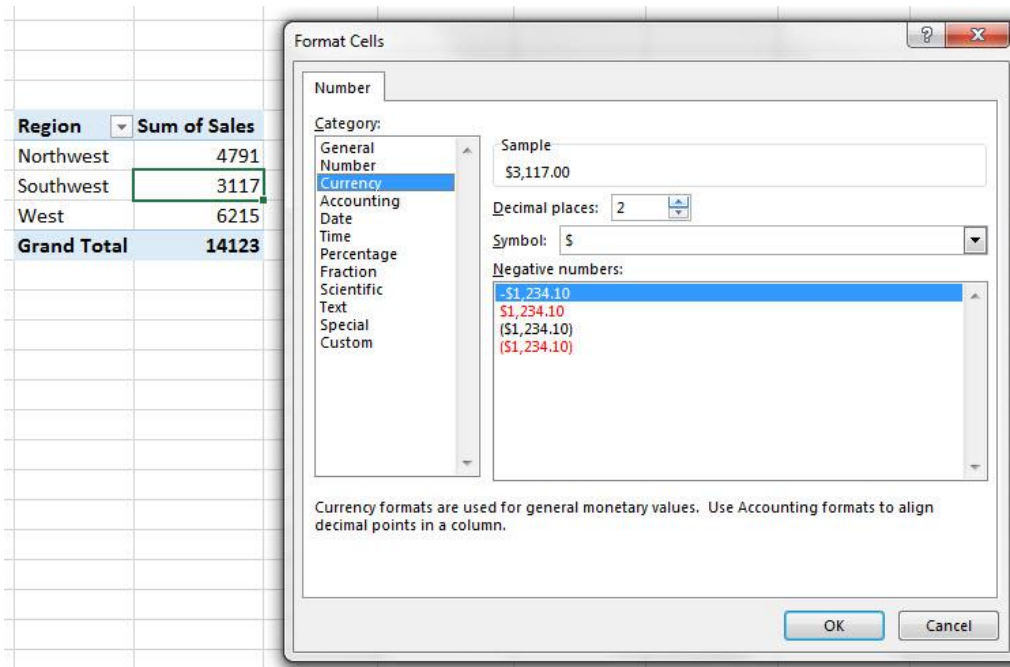 Format Cells
?
X
Number
Region Sum of Sales
Northwest 4791
Southwest 3117
West 6215
Grand Total 14123
Category:
General
Number
Currency
Accounting
Date
Time
Percentage
Fraction
Scientific
Text
Special
Custom
Sample
$3,117.00
Decimal places: 2
Symbol: $
Negative numbers:
-$1,234.10
$1,234.10
($1,234.10)
($1,234.10)
Currency formats are used for general monetary values. Use Accounting formats to align
decimal points in a column.
OK Cancel